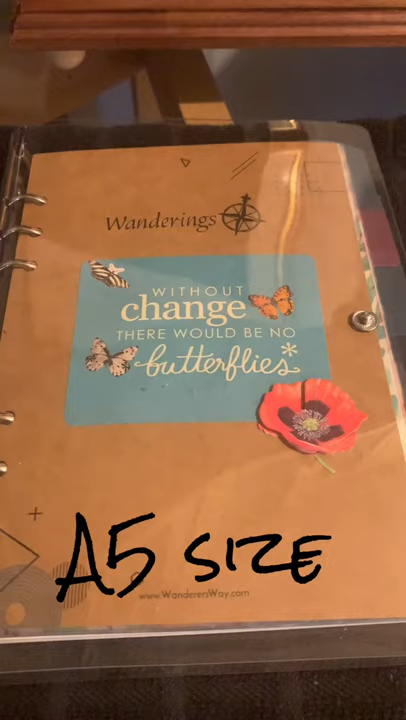 Wanderings
WITHOUT
change
THERE WOULD BE NO
butterflies*
A5 SIZE
www.WanderersWay.com